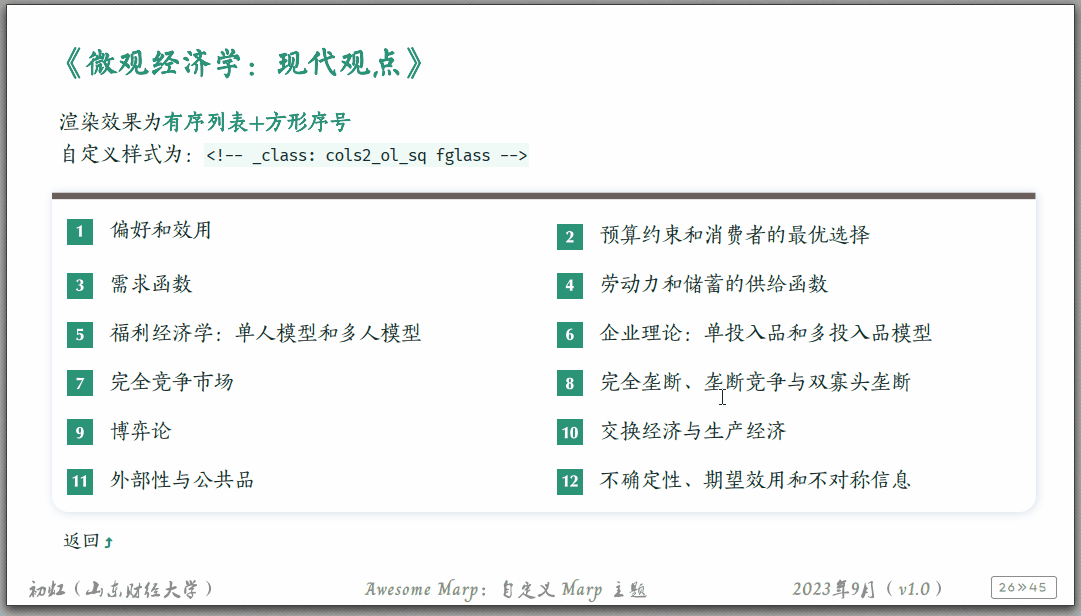 《微观经济学：现代观点》
渲染效果为有序列表+方形序号
自定义样式为：<!-- _class: cols2_ol_sq fglass -->
1 偏好和效用
2 预算约束和消费者的最优选择
3 需求函数
4 劳动力和储蓄的供给函数
5 福利经济学：单人模型和多人模型
6 企业理论：单投入品和多投入品模型
7 完全竞争市场
8 完全垄断、垄断竞争与双寡头垄断
9 博弈论
10 交换经济与生产经济
11 外部性与公共品
12 不确定性、期望效用和不对称信息
返回⤴
初虹（山东财经大学）
Awesome Marp：自定义 Marp 主题
2023年9月（v1.0）
26»45